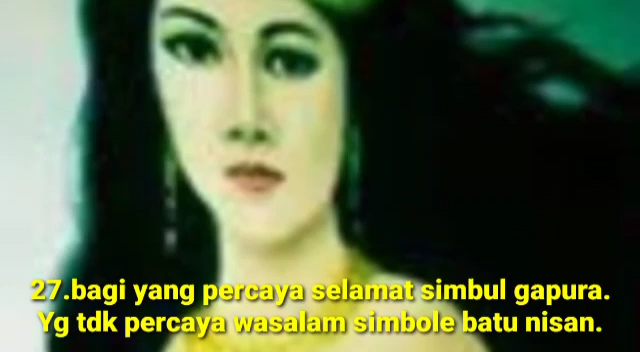 27.bagi yang percaya selamat simbul gapura.
Yg tdk percaya wasalam simbole batu nisan.